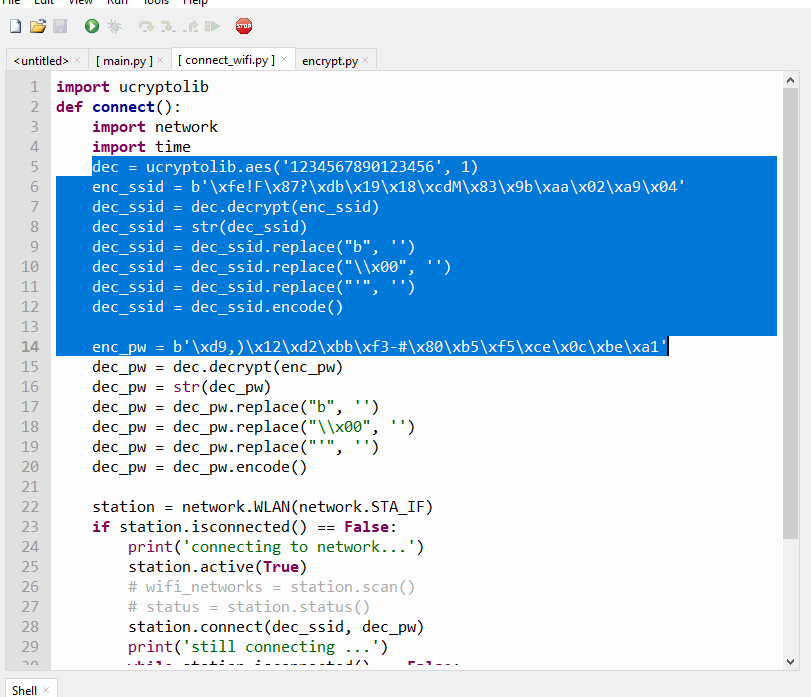 File Edit View Run Tools Help
STOP
<untitled> × [ main.py ] × [ connect_wifi.py ] × encrypt.py ×
1 import ucryptolib
2 def connect():
3 import network
4 import time
5 dec = ucryptolib.aes('1234567890123456', 1)
6 enc_ssid = b'\xfe!F\x87?\xdb\x19\x18\xcdM\x83\x9b\xaa\x02\xa9\x04'
7 dec_ssid = dec.decrypt(enc_ssid)
8 dec_ssid = str(dec_ssid)
9 dec_ssid = dec_ssid.replace("b", '')
10 dec_ssid = dec_ssid.replace("\\x00", '')
11 dec_ssid = dec_ssid.replace("'", '')
12 dec_ssid = dec_ssid.encode()
13
14 enc_pw = b'\xd9,)\x12\xd2\xbb\xf3-#\x80\xb5\xf5\xce\x0c\xbe\xa1'
15 dec_pw = dec.decrypt(enc_pw)
16 dec_pw = str(dec_pw)
17 dec_pw = dec_pw.replace("b", '')
18 dec_pw = dec_pw.replace("\\x00", '')
19 dec_pw = dec_pw.replace("'", '')
20 dec_pw = dec_pw.encode()
21
22 station = network.WLAN(network.STA_IF)
23 if station.isconnected() == False:
24 print('connecting to network...')
25 station.active(True)
26 # wifi_networks = station.scan()
27 # status = station.status()
28 station.connect(dec_ssid, dec_pw)
29 print('still connecting ...')
30 while station.isconnected() == False:
Shell ×